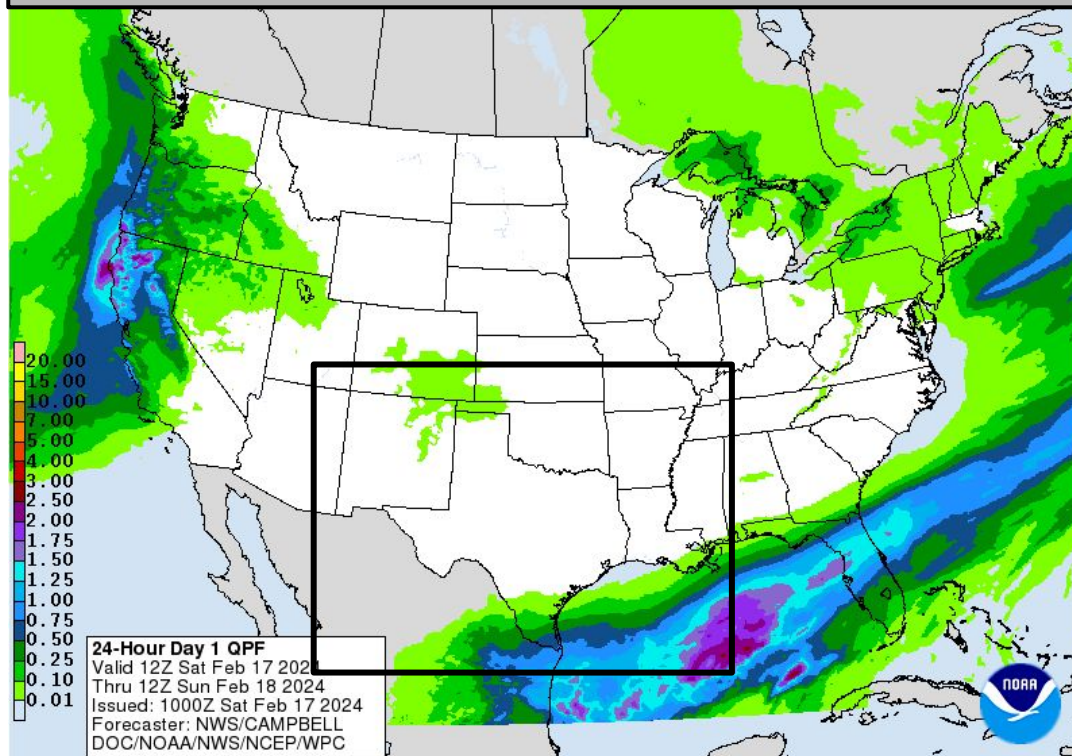 20.00
15.00
10.00
7.00
5.00
4.00
3.00
2.50
2.00
1.75
1.50
1.25
1.00
0.75
0.50
0.25
0.10
0.01
24-Hour Day 1 QPF
Valid 12Z Sat Feb 17 2024
Thru 12Z Sun Feb 18 2024
Issued: 1000Z Sat Feb 17 2024
Forecaster: NWS/CAMPBELL
DOC/NOAA/NWS/NCEP/WPC
NOAA